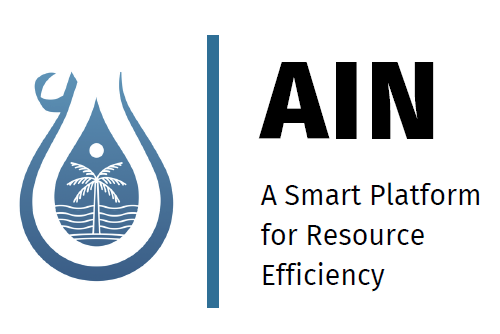 AIN
A Smart Platform
for Resource
Efficiency